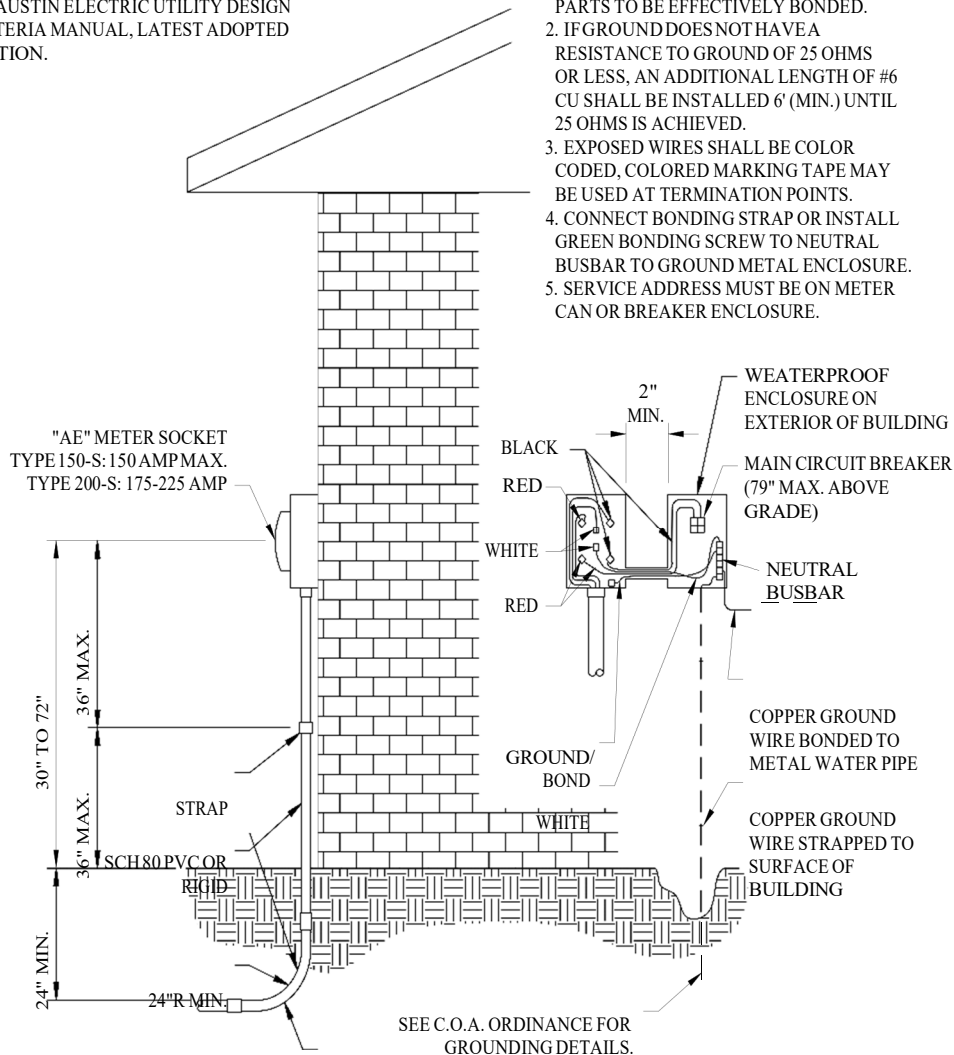 AUSTIN ELECTRIC UTILITY DESIGN
TERIA MANUAL, LATEST ADOPTED
TION.
PARTS TO BE EFFECTIVELY BONDED.
2. IF GROUND DOES NOT HAVE A
RESISTANCE TO GROUND OF 25 OHMS
OR LESS, AN ADDITIONAL LENGTH OF #6
CU SHALL BE INSTALLED 6' (MIN.) UNTIL
25 OHMS IS ACHIEVED.
3. EXPOSED WIRES SHALL BE COLOR
CODED, COLORED MARKING TAPE MAY
BE USED AT TERMINATION POINTS.
4. CONNECT BONDING STRAP OR INSTALL
GREEN BONDING SCREW TO NEUTRAL
BUSBAR TO GROUND METAL ENCLOSURE.
5. SERVICE ADDRESS MUST BE ON METER
CAN OR BREAKER ENCLOSURE.
"AE" METER SOCKET
TYPE 150-S: 150 AMP MAX.
TYPE 200-S: 175-225 AMP
2"
MIN.
BLACK
RED
WHITE
RED
WEATERPROOF
ENCLOSURE ON
EXTERIOR OF BUILDING
MAIN CIRCUIT BREAKER
(79" MAX. ABOVE
GRADE)
NEUTRAL
BUSBAR
30" TO 72"
36" MAX.
36" MAX.
24" MIN.
STRAP
SCH 80 PVC OR
RIGID
24"R MIN.
GROUND/
BOND
WHITE
COPPER GROUND
WIRE BONDED TO
METAL WATER PIPE
COPPER GROUND
WIRE STRAPPED TO
SURFACE OF
BUILDING
SEE C.O.A. ORDINANCE FOR
GROUNDING DETAILS.